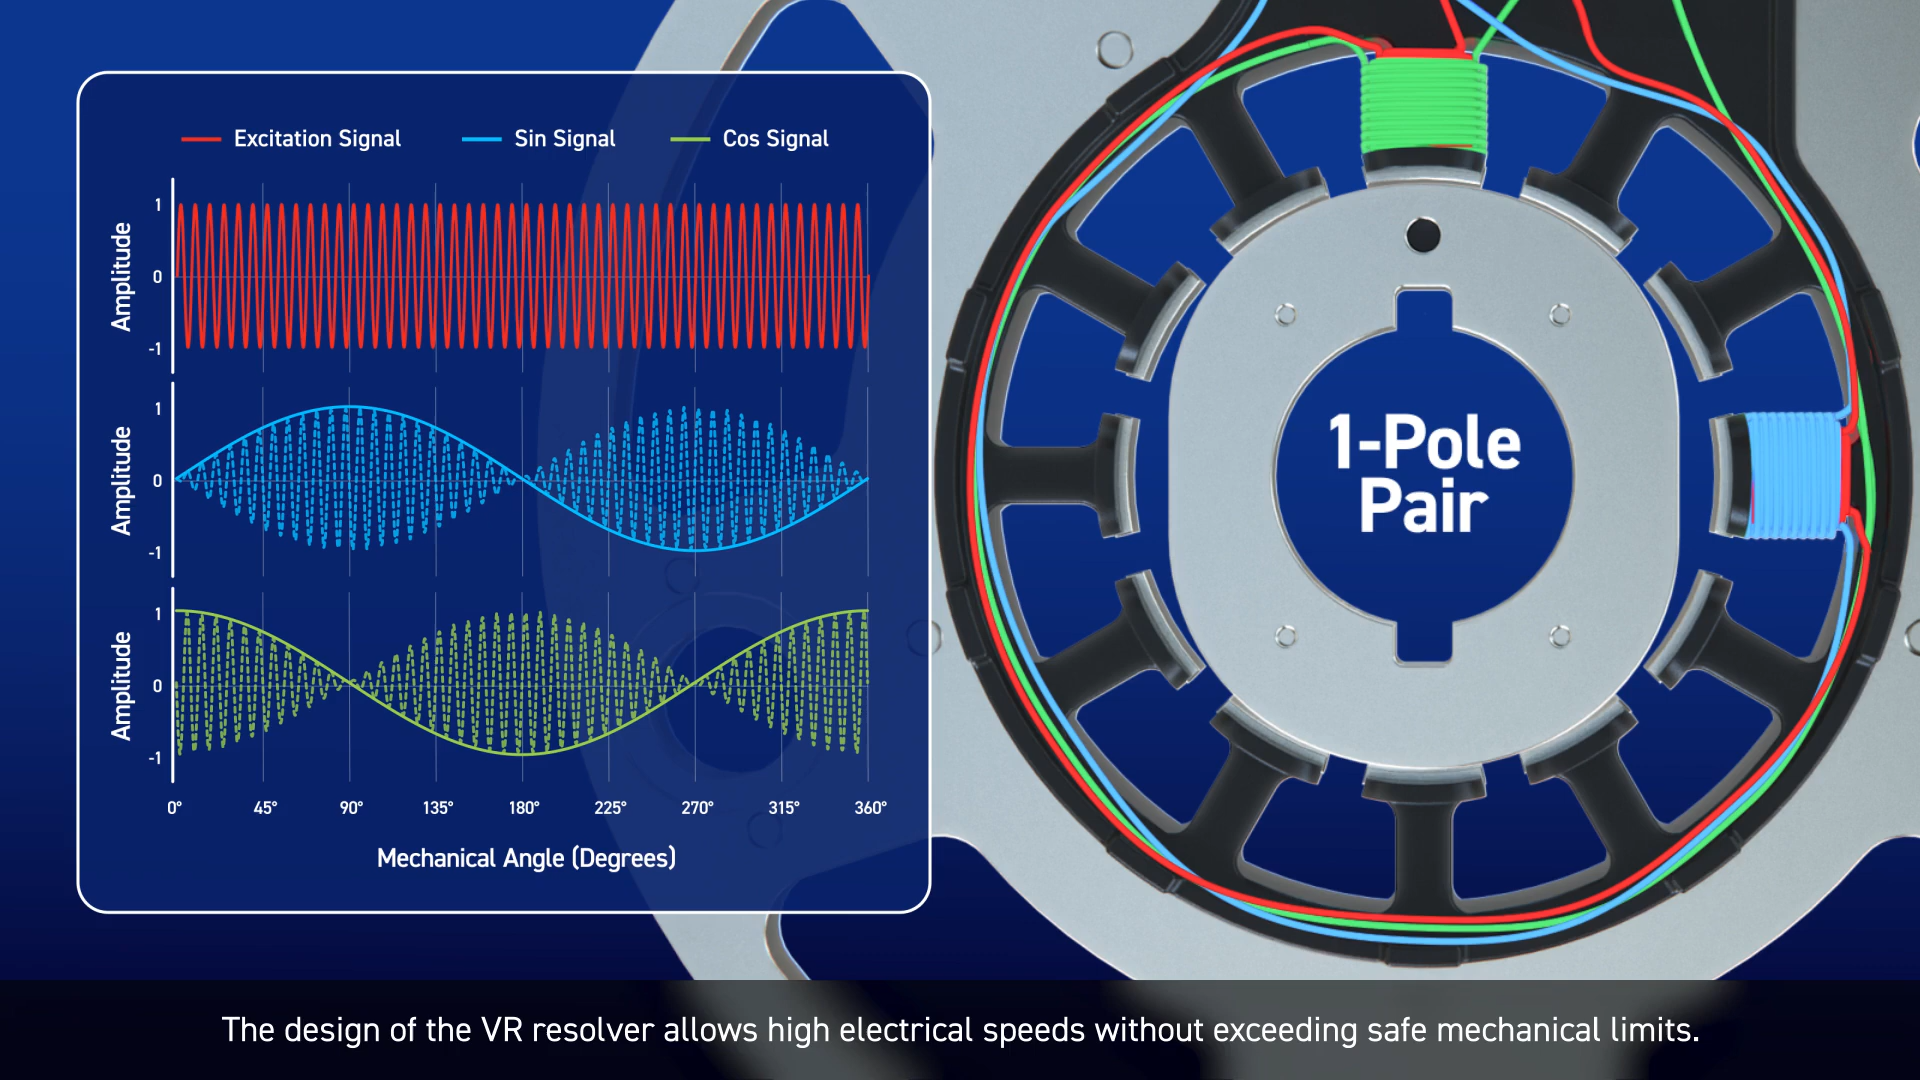 Excitation Signal
Sin Signal
Cos Signal
Amplitude
1
0
-1
Amplitude
1
0
-1
Amplitude
1
0
-1
0° 45° 90° 135° 180° 225° 270° 315° 360°
Mechanical Angle (Degrees)
1-Pole
Pair
The design of the VR resolver allows high electrical speeds without exceeding safe mechanical limits.